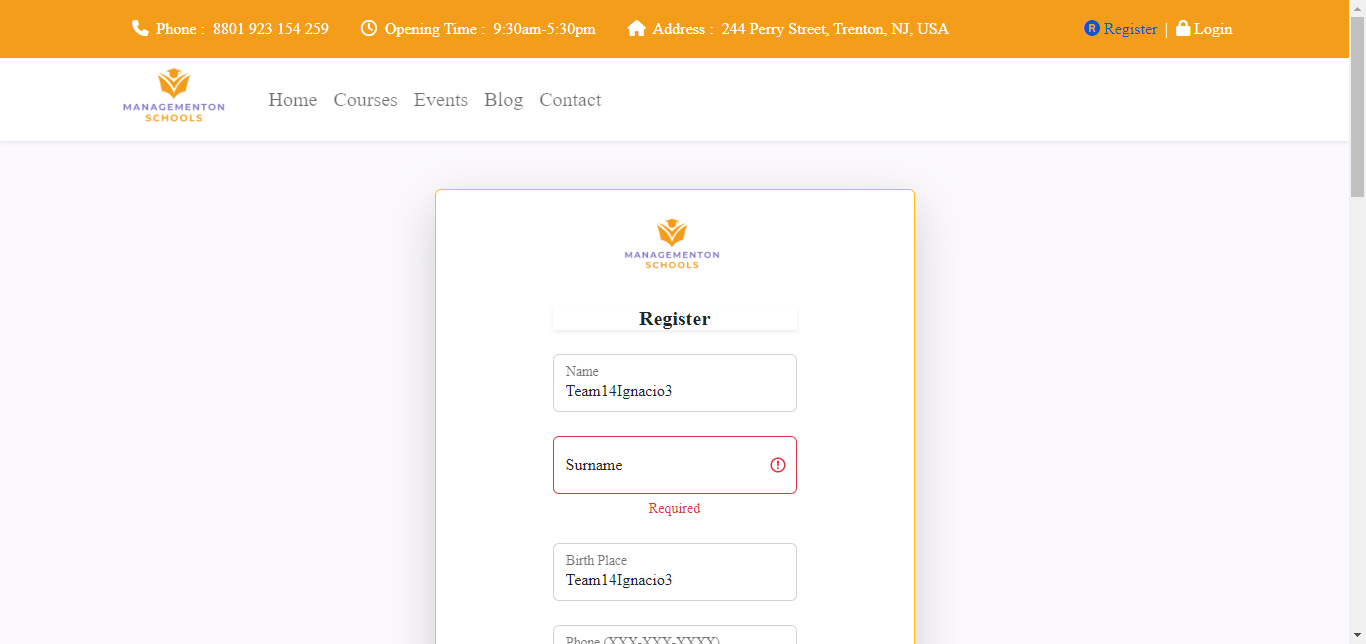 Phone : 8801 923 154 259 Opening Time : 9:30am-5:30pm Address : 244 Perry Street, Trenton, NJ, USA R Register | Login
MANAGEMENTON
SCHOOLS
Home Courses Events Blog Contact
MANAGEMENTON
SCHOOLS
Register
Name
Team14Ignacio3
Surname
Required
Birth Place
Team14Ignacio3
Phone (XXX-XXX-XXXX)